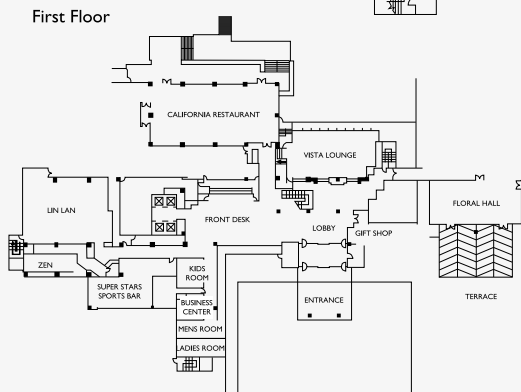 First Floor
CALIFORNIA RESTAURANT
VISTA LOUNGE
LIN LAN
FRONT DESK
LOBBY
GIFT SHOP
FLORAL HALL
ZEN
KIDS
ROOM
SUPER STARS
SPORTS BAR
BUSINESS
CENTER
ENTRANCE
TERRACE
MENS ROOM
LADIES ROOM